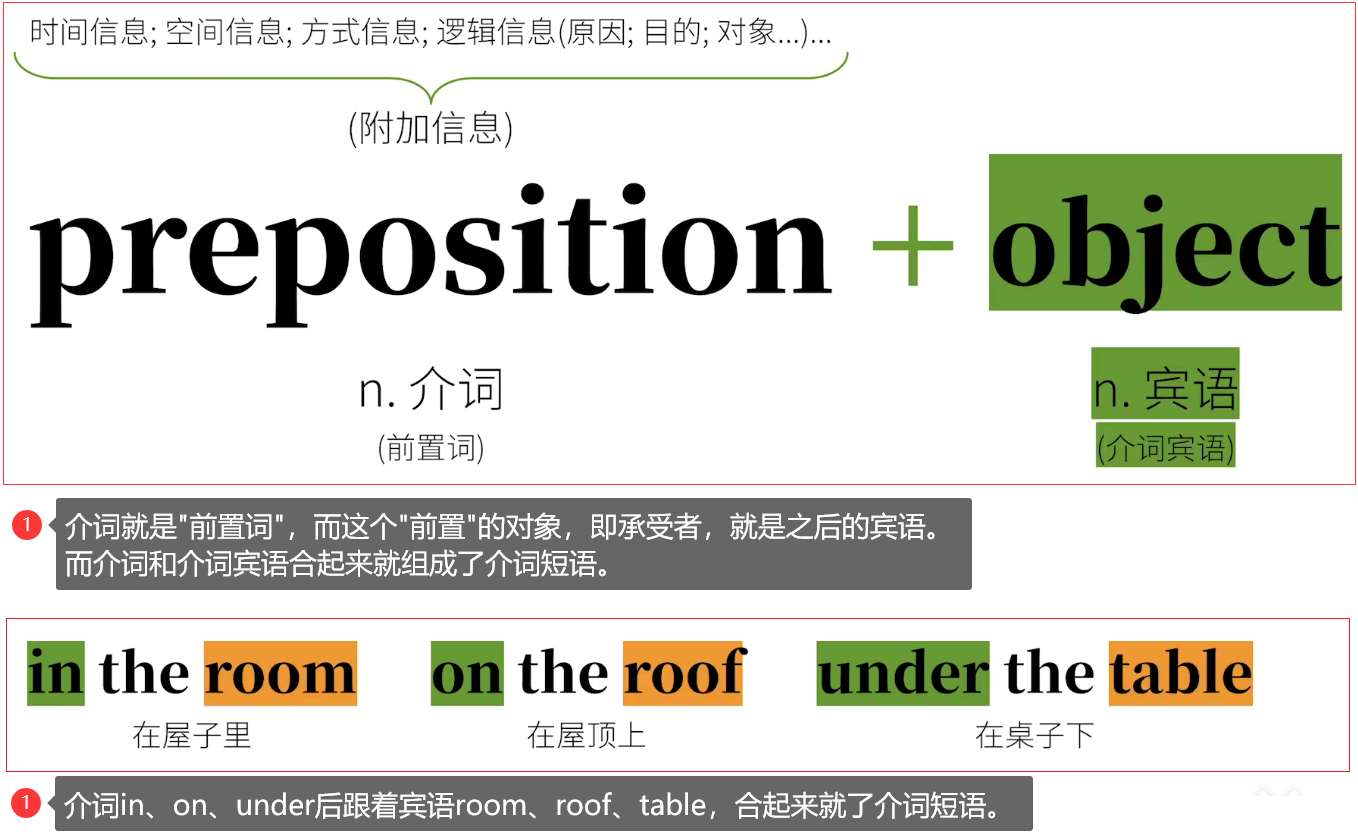 时间信息; 空间信息; 方式信息; 逻辑信息(原因; 目的; 对象...)...
(附加信息)
preposition + object
n. 介词 n. 宾语
(前置词) (介词宾语)
1 介词就是"前置词"，而这个"前置"的对象，即承受者，就是之后的宾语。
而介词和介词宾语合起来就组成了介词短语。
in the room on the roof under the table
在屋子里 在屋顶上 在桌子下
1 介词in、on、under后跟着宾语room、roof、table，合起来就了介词短语。